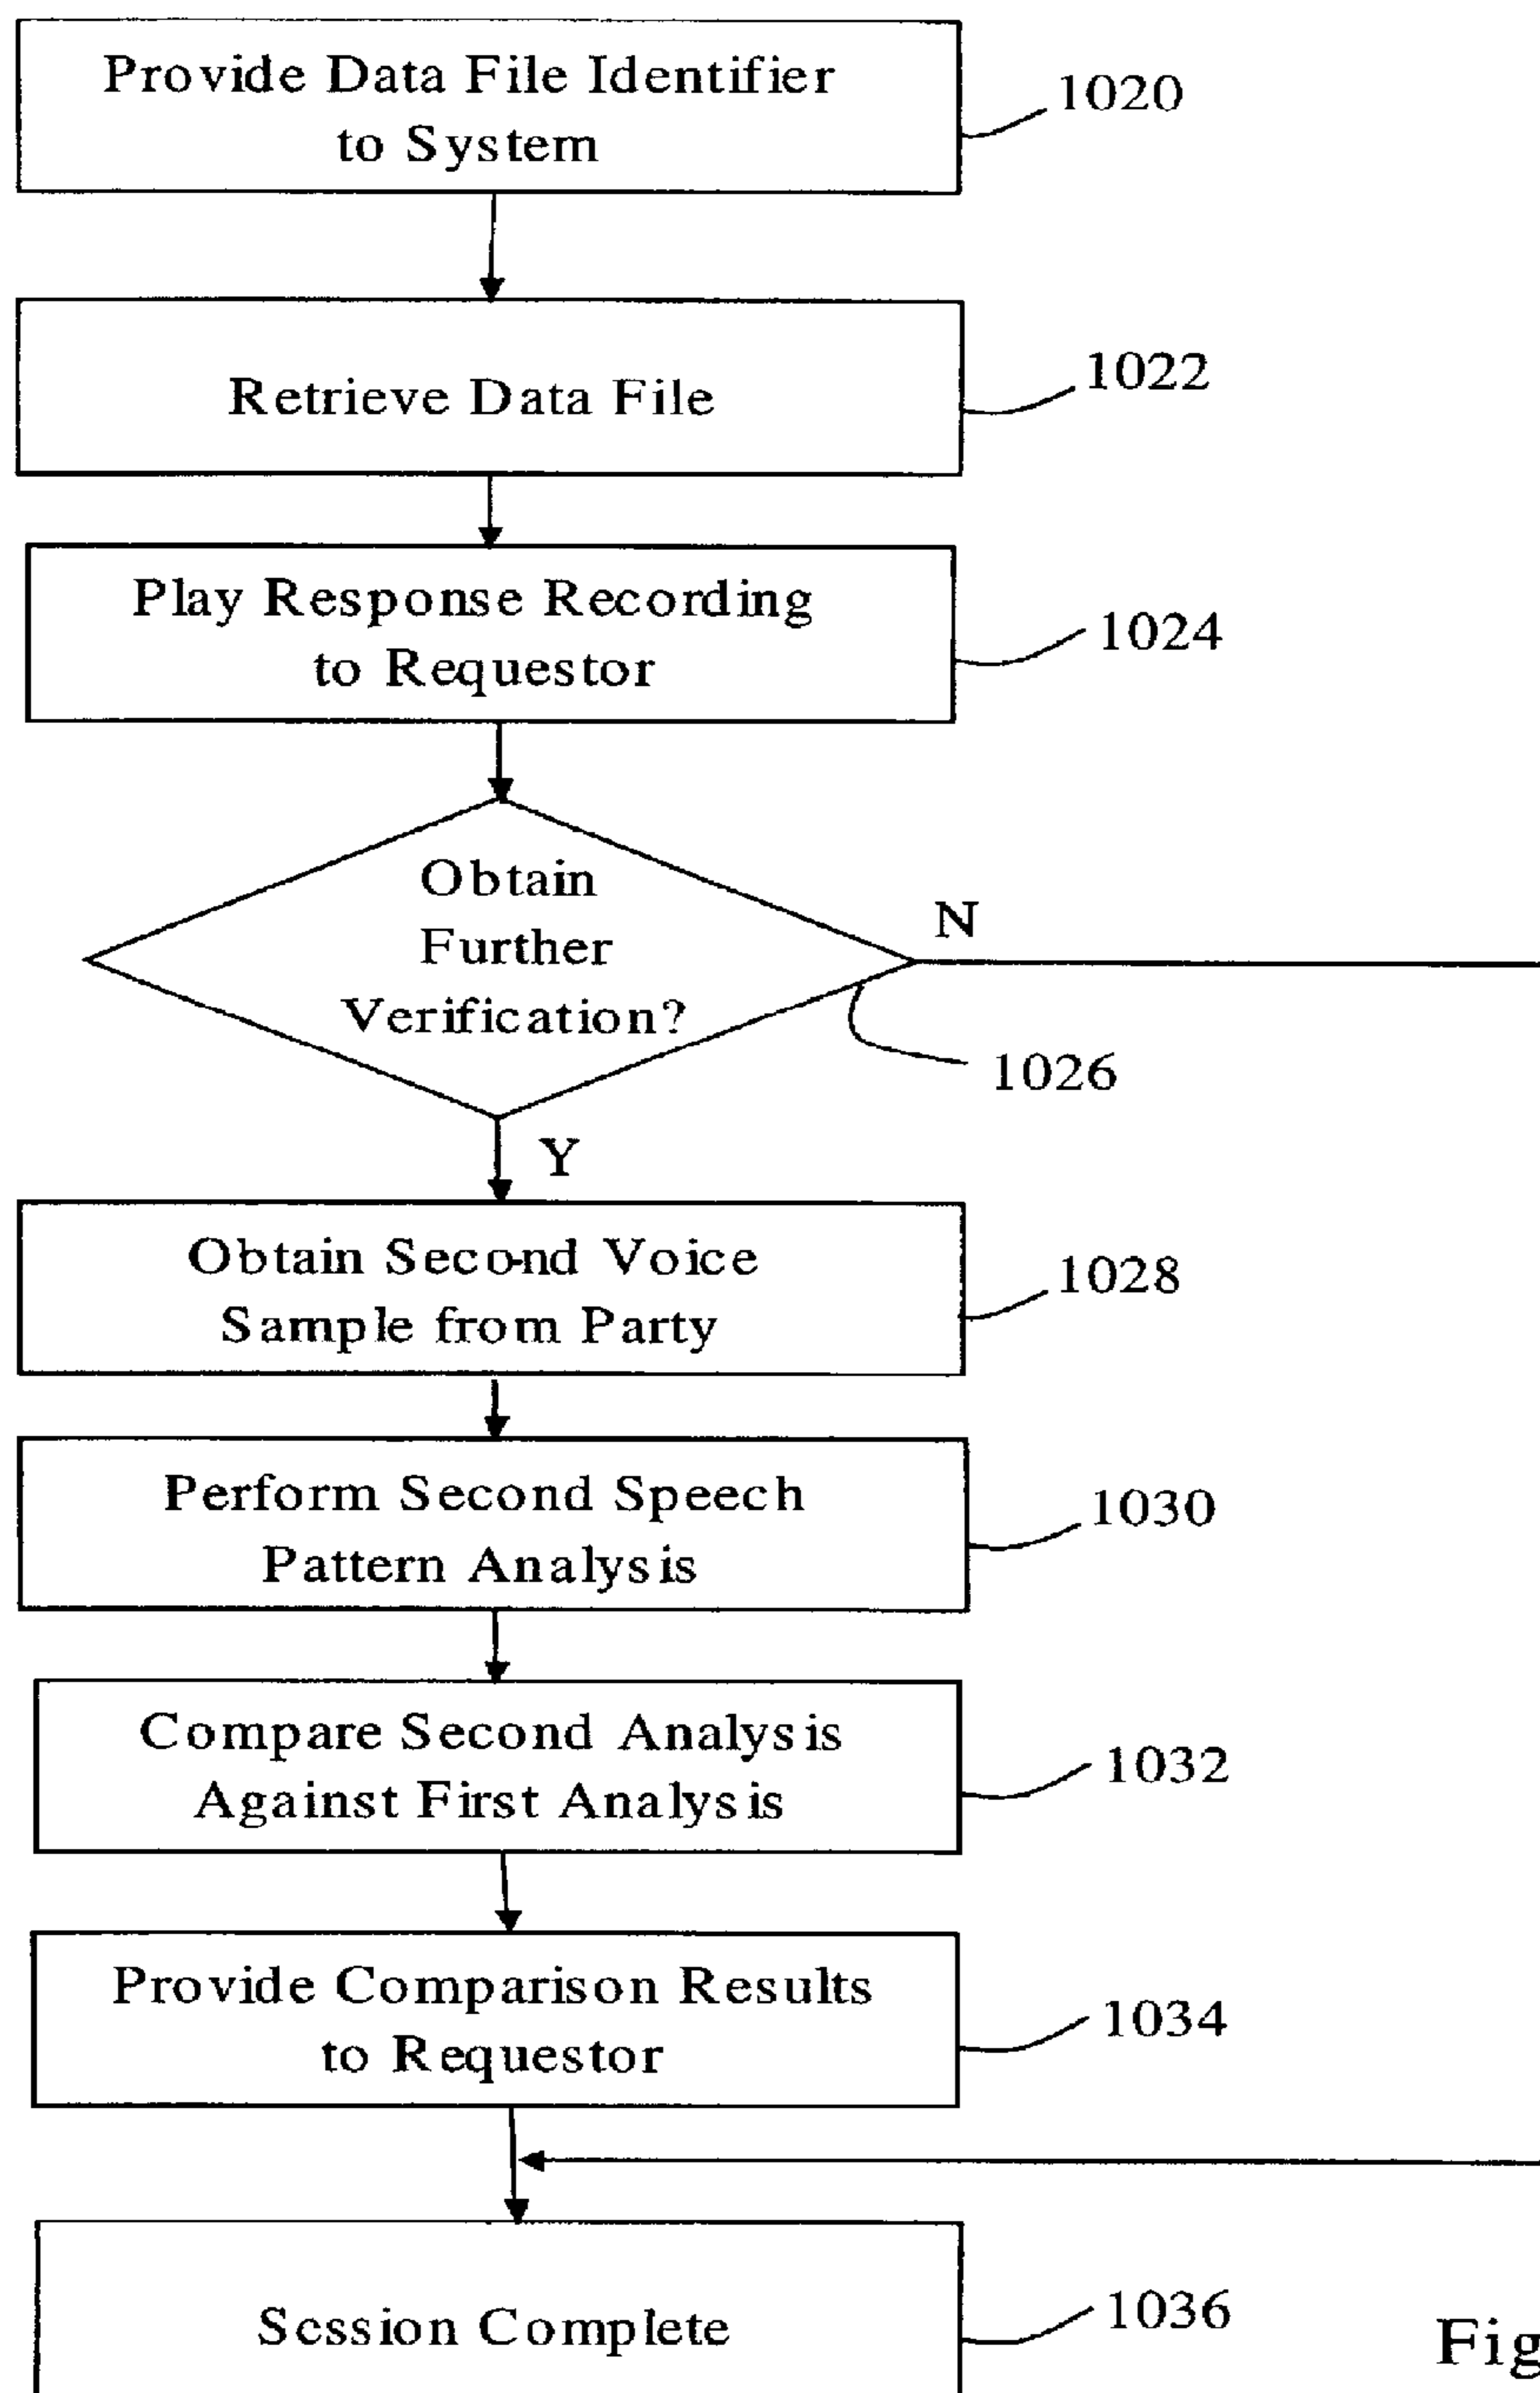 Provide Data File Identifier
to System
1020
Retrieve Data File
1022
Play Response Recording
to Requestor
1024
Obtain
Further
Verification?
N
1026
Y
Obtain Second Voice
Sample from Party
1028
Perform Second Speech
Pattern Analysis
1030
Compare Second Analysis
Against First Analysis
1032
Provide Comparison Results
to Requestor
1034
Session Complete
1036
Fig